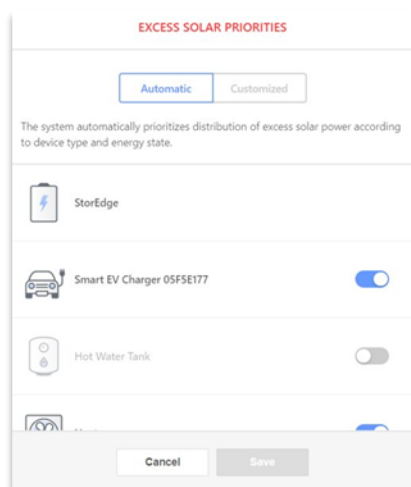 EXCESS SOLAR PRIORITIES
Automatic Customized
The system automatically prioritizes distribution of excess solar power according
to device type and energy state.
StorEdge
Smart EV Charger 05F5E177
Hot Water Tank
Cancel Save